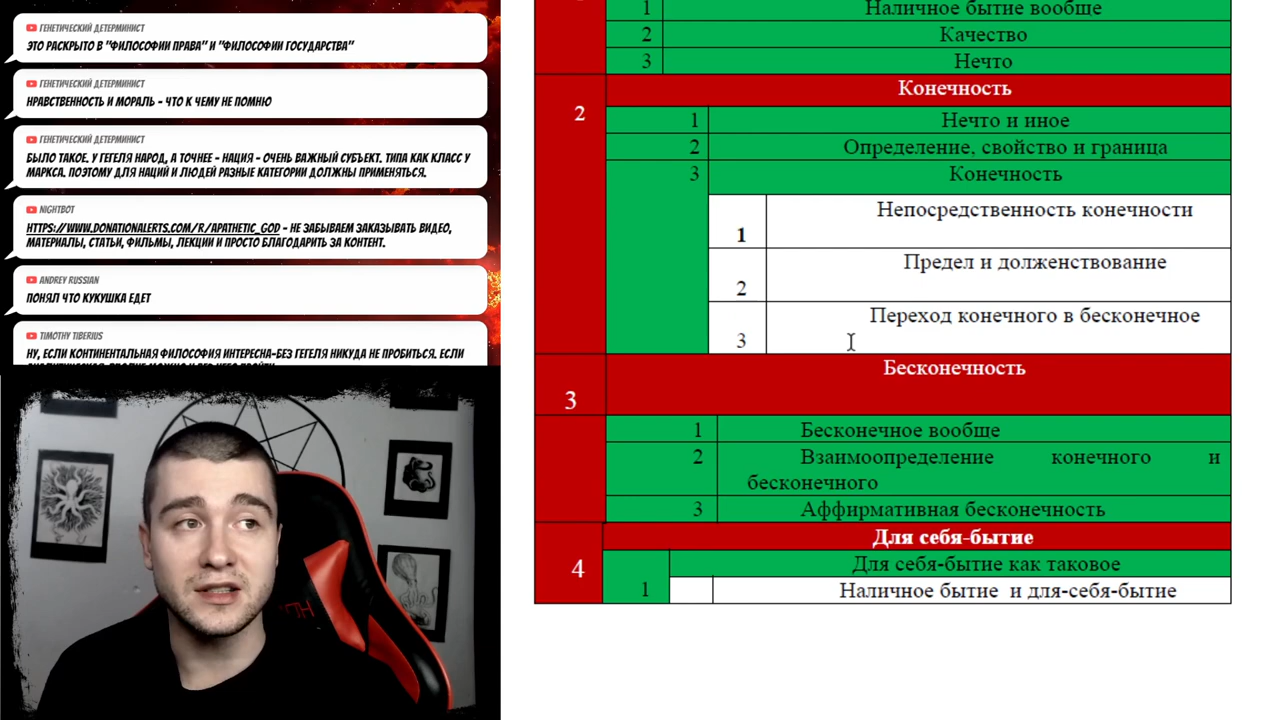 ГЕНЕТИЧЕСКИЙ ДЕТЕРМИНИСТ
ЭТО РАСКРЫТО В "ФИЛОСОФИИ ПРАВА" И "ФИЛОСОФИИ ГОСУДАРСТВА"
ГЕНЕТИЧЕСКИЙ ДЕТЕРМИНИСТ
НРАВСТВЕННОСТЬ И МОРАЛЬ - ЧТО К ЧЕМУ НЕ ПОМНЮ
ГЕНЕТИЧЕСКИЙ ДЕТЕРМИНИСТ
БЫЛО ТАКОЕ. У ГЕГЕЛЯ НАРОД, А ТОЧНЕЕ - НАЦИЯ - ОЧЕНЬ ВАЖНЫЙ СУБЪЕКТ. ТИПА КАК КЛАСС У
МАРКСА. ПОЭТОМУ ДЛЯ НАЦИЙ И ЛЮДЕЙ РАЗНЫЕ КАТЕГОРИИ ДОЛЖНЫ ПРИМЕНЯТЬСЯ.
NIGHTBOT
HTTPS://WWW.DONATIONALERTS.COM/R/APATHETIC_GOD - НЕ ЗАБЫВАЕМ ЗАКАЗЫВАТЬ ВИДЕО,
МАТЕРИАЛЫ, СТАТЬИ, ФИЛЬМЫ, ЛЕКЦИИ И ПРОСТО БЛАГОДАРИТЬ ЗА КОНТЕНТ.
ANDREY RUSSIAN
ПОНЯЛ ЧТО КУКУШКА ЕДЕТ
TIMOTHY TIBERIUS
НУ, ЕСЛИ КОНТИНЕНТАЛЬНАЯ ФИЛОСОФИЯ ИНТЕРЕСНА-БЕЗ ГЕГЕЛЯ НИКУДА НЕ ПРОБИТЬСЯ. ЕСЛИ
1 Наличное бытие вообще
2 Качество
3 Нечто
2 Конечность
1 Нечто и иное
2 Определение, свойство и граница
3 Конечность
1 Непосредственность конечности
2 Предел и долженствование
3 Переход конечного в бесконечное
3 Бесконечность
1 Бесконечное вообще
2 Взаимоопределение конечного и
бесконечного
3 Аффирмативная бесконечность
4 Для себя-бытие
1 Для себя-бытие как таковое
Наличное бытие и для-себя-бытие